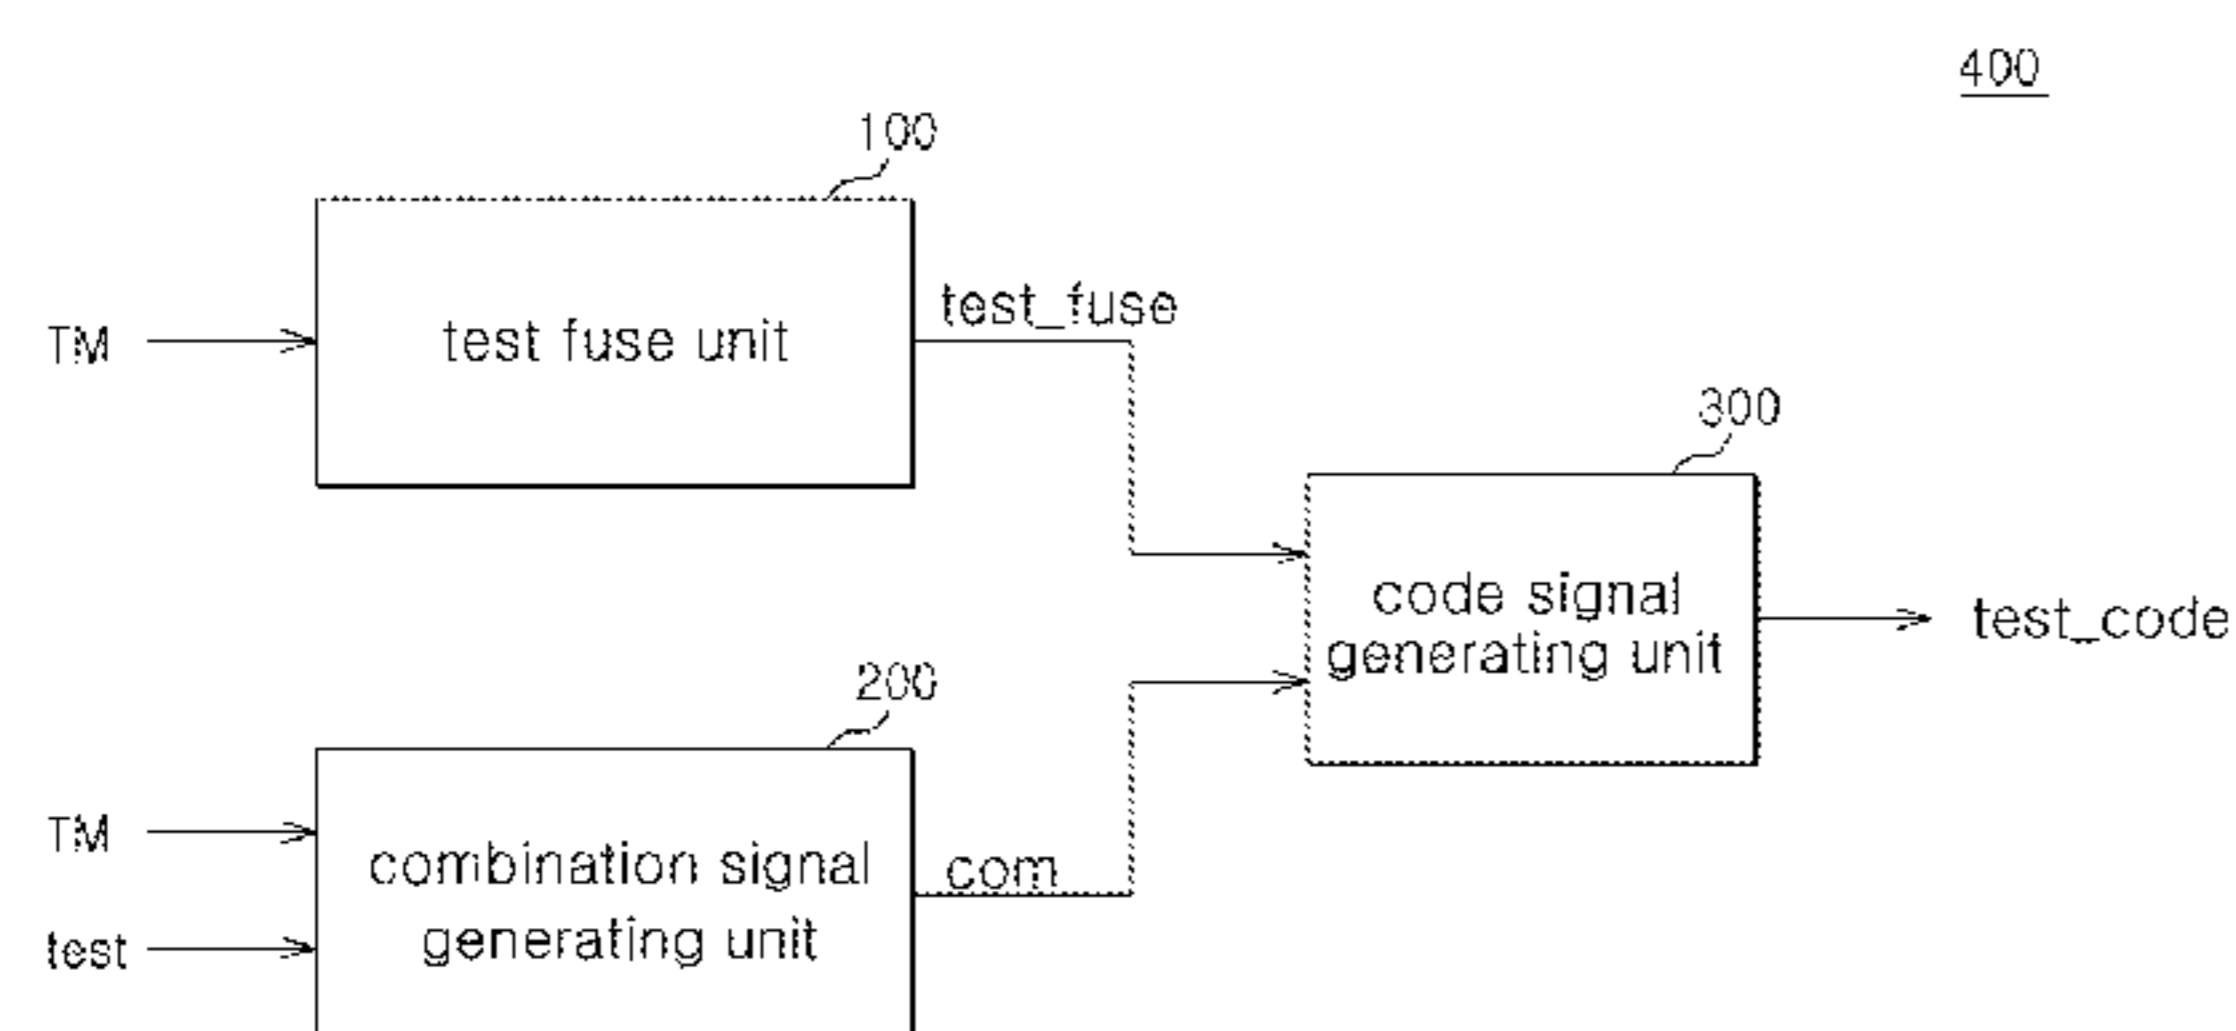 400
100
test fuse unit
TM
test_fuse
300
code signal
generating unit
test_code
200
TM
combination signal
generating unit
com
test